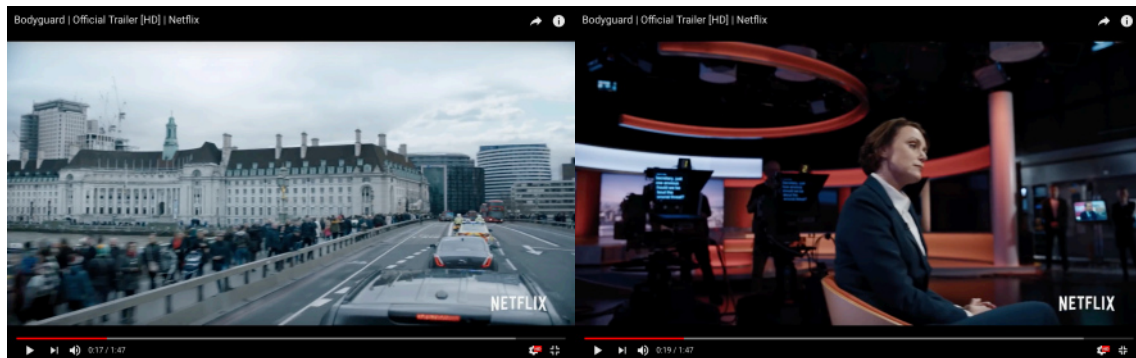 Bodyguard | Official Trailer [HD] | Netflix
NETFLIX
0:17 / 1:47
Bodyguard | Official Trailer [HD] | Netflix
NETFLIX
0:19 / 1:47